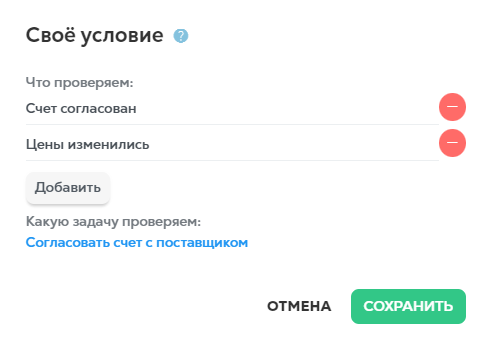 Своё условие ?
Что проверяем:
Счет согласован
Цены изменились
Добавить
Какую задачу проверяем:
Согласовать счет с поставщиком
ОТМЕНА СОХРАНИТЬ